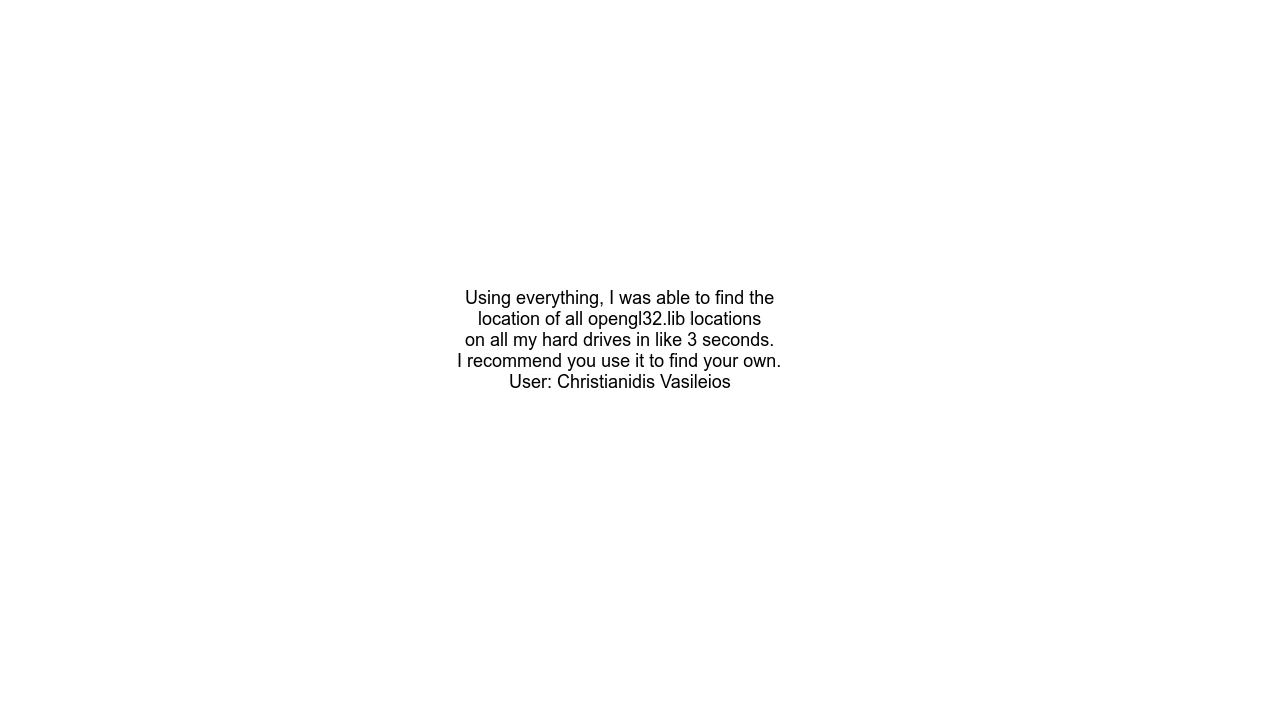 Using everything, I was able to find the
location of all opengl32.lib locations
on all my hard drives in like 3 seconds.
I recommend you use it to find your own.
User: Christianidis Vasileios